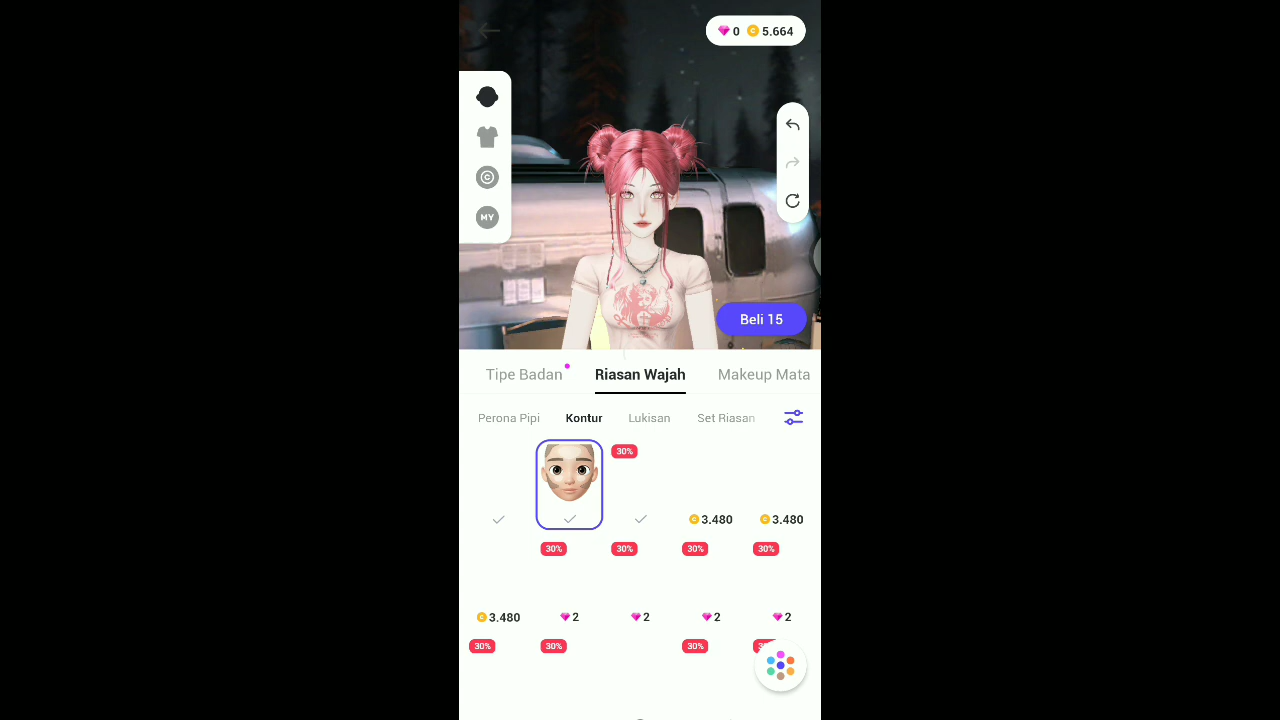 0 5.664
MY
Beli 15
Tipe Badan Riasan Wajah Makeup Mata
Perona Pipi Kontur Lukisan Set Riasan
30%
3.480 3.480
30% 30% 30% 30%
3.480 2 2 2 2
30% 30% 30%